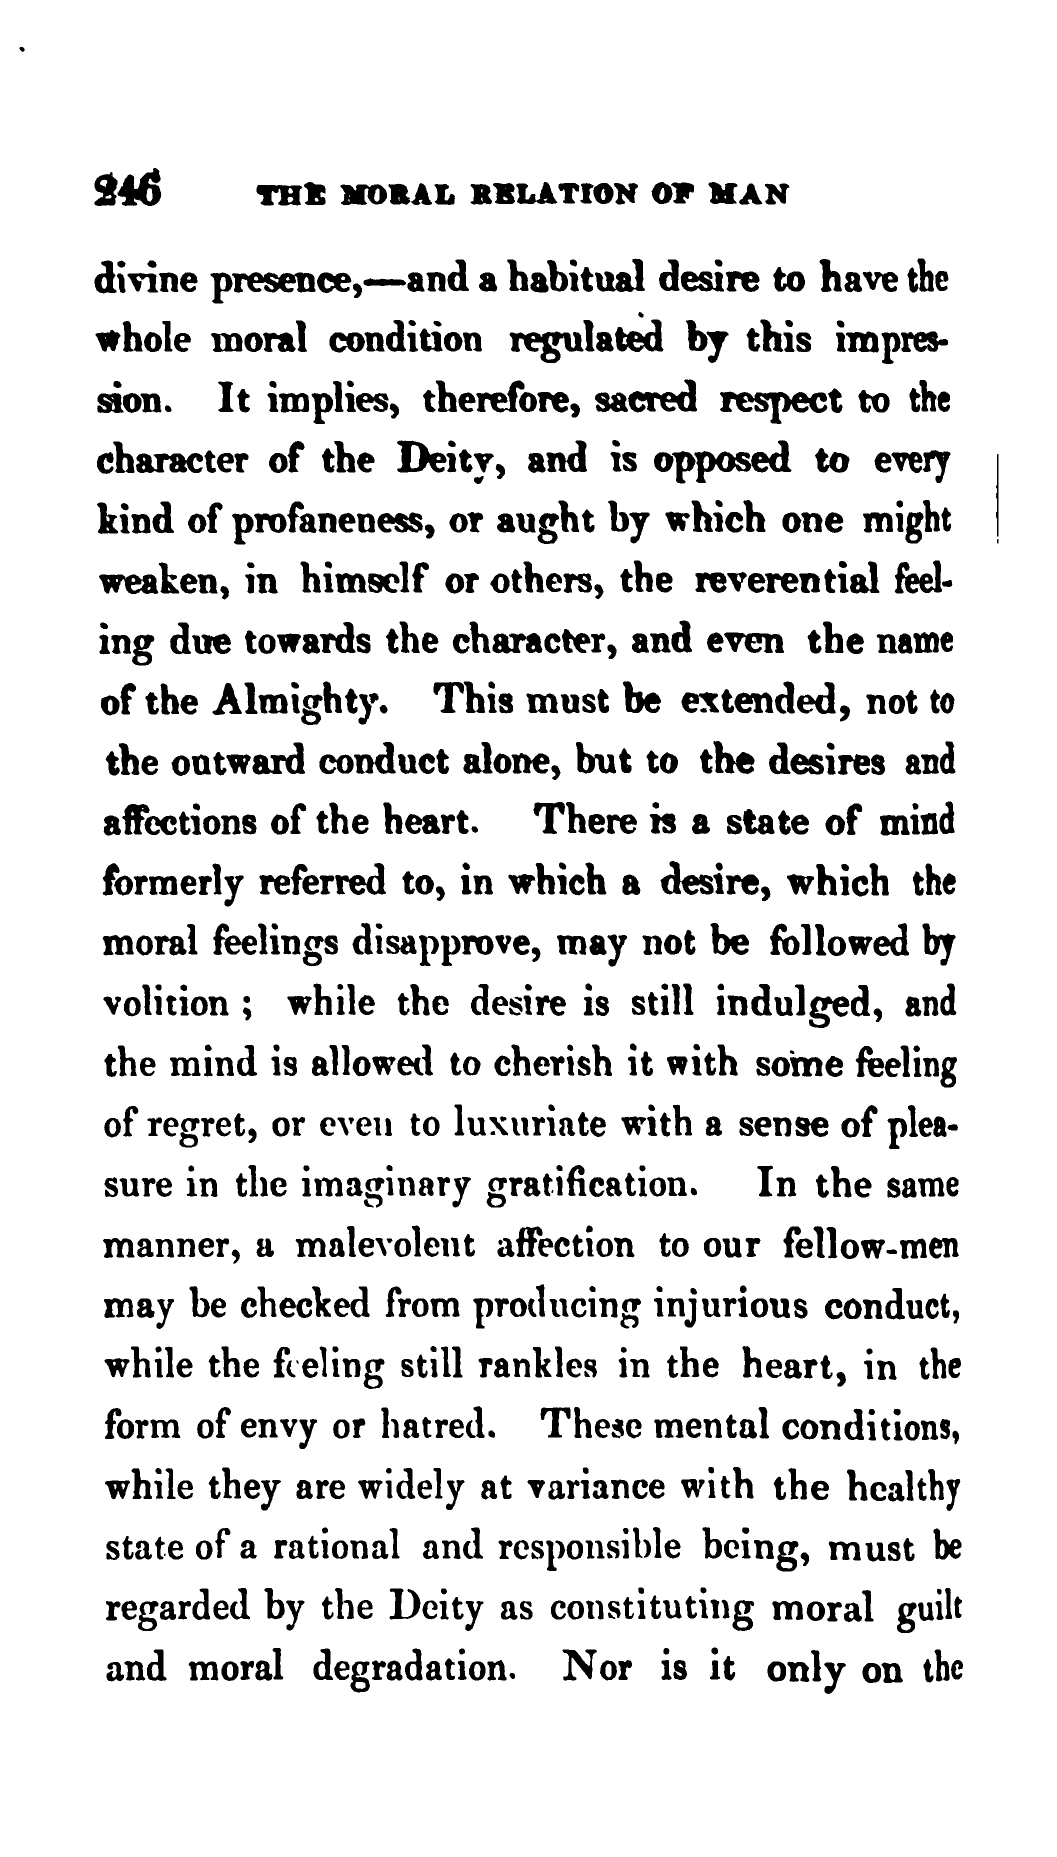 246 THE MORAL RELATION OF MAN
divine presence,—and a habitual desire to have the
whole moral condition regulated by this impres-
sion. It implies, therefore, sacred respect to the
character of the Deity, and is opposed to every
kind of profaneness, or aught by which one might
weaken, in himself or others, the reverential feel-
ing due towards the character, and even the name
of the Almighty. This must be extended, not to
the outward conduct alone, but to the desires and
affections of the heart. There is a state of mind
formerly referred to, in which a desire, which the
moral feelings disapprove, may not be followed by
volition ; while the desire is still indulged, and
the mind is allowed to cherish it with some feeling
of regret, or even to luxuriate with a sense of plea-
sure in the imaginary gratification. In the same
manner, a malevolent affection to our fellow-men
may be checked from producing injurious conduct,
while the feeling still rankles in the heart, in the
form of envy or hatred. These mental conditions,
while they are widely at variance with the healthy
state of a rational and responsible being, must be
regarded by the Deity as constituting moral guilt
and moral degradation. Nor is it only on the